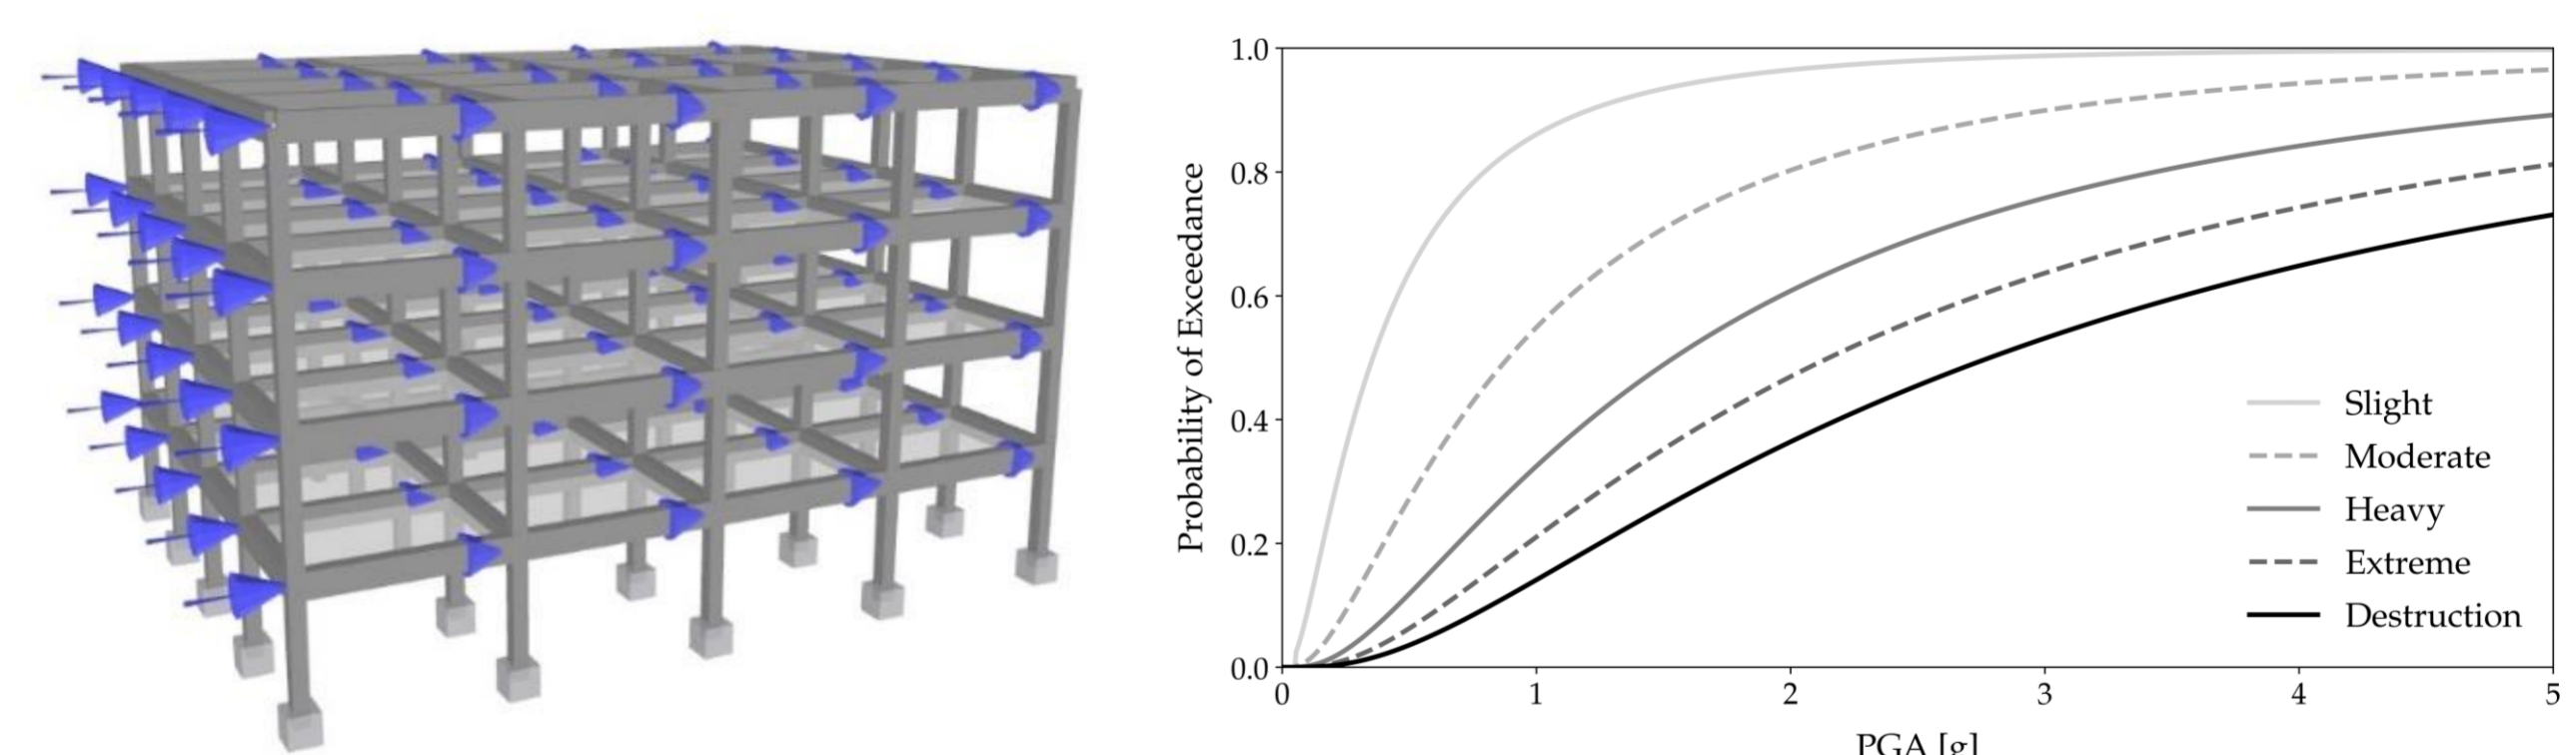 1.0
0.8
0.6
0.4
0.2
0.0
Probability of Exceedance
0 1 2 3 4 5
PGA [g]
Slight
Moderate
Heavy
Extreme
Destruction